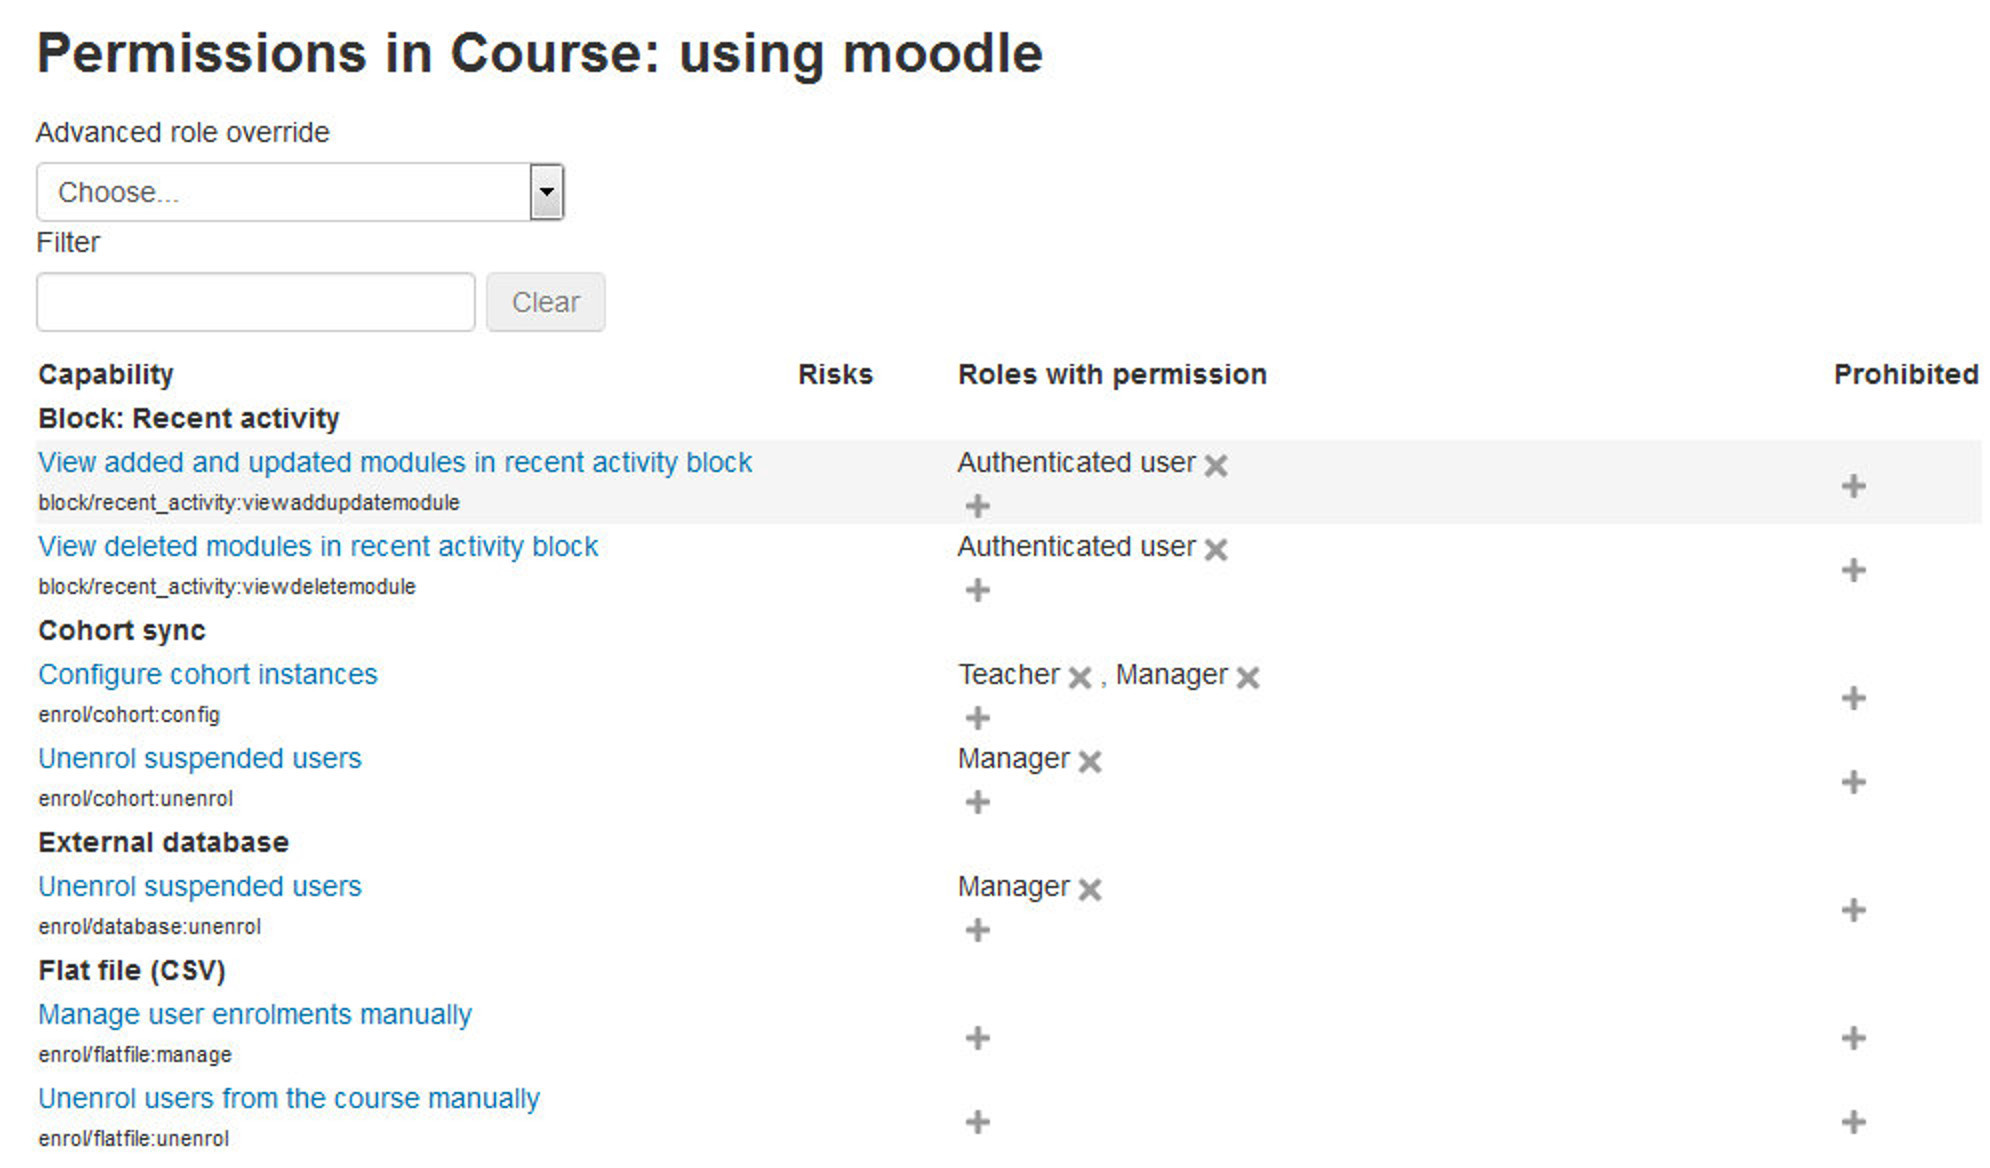 Permissions in Course: using moodle
Advanced role override
Choose...
Filter
Clear
Capability Risks Roles with permission Prohibited
Block: Recent activity
View added and updated modules in recent activity block Authenticated user
block/recent_activity:viewaddupdatemodule
View deleted modules in recent activity block Authenticated user
block/recent_activity:viewdeletemodule
Cohort sync
Configure cohort instances Teacher , Manager
enrol/cohort:config
Unenrol suspended users Manager
enrol/cohort:unenrol
External database
Unenrol suspended users Manager
enrol/database:unenrol
Flat file (CSV)
Manage user enrolments manually
enrol/flatfile:manage
Unenrol users from the course manually
enrol/flatfile:unenrol